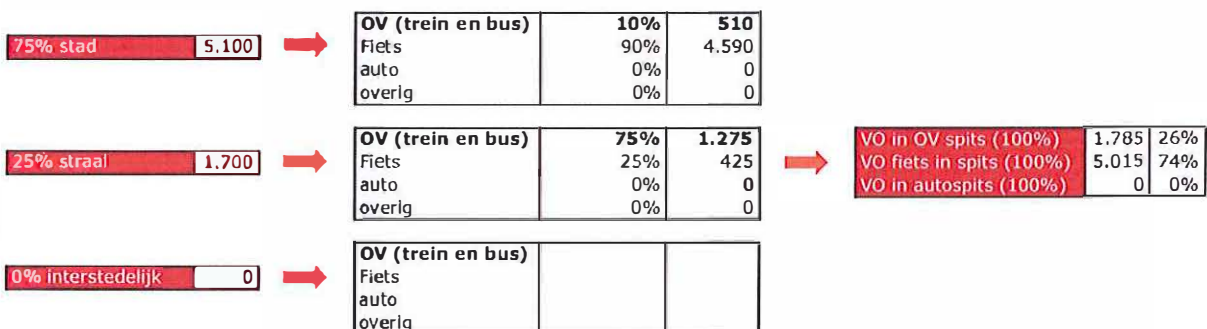 75% stad 5.100
OV (trein en bus) 10% 510
Fiets 90% 4.590
auto 0% 0
overig 0% 0
25% straal 1.700
OV (trein en bus) 75% 1.275
Fiets 25% 425
auto 0% 0
overig 0% 0
VO in OV spits (100%) 1.785 26%
VO fiets in spits (100%) 5.015 74%
VO in autospits (100%) 0 0%
0% interstedelijk 0
OV (trein en bus)
Fiets
auto
overig